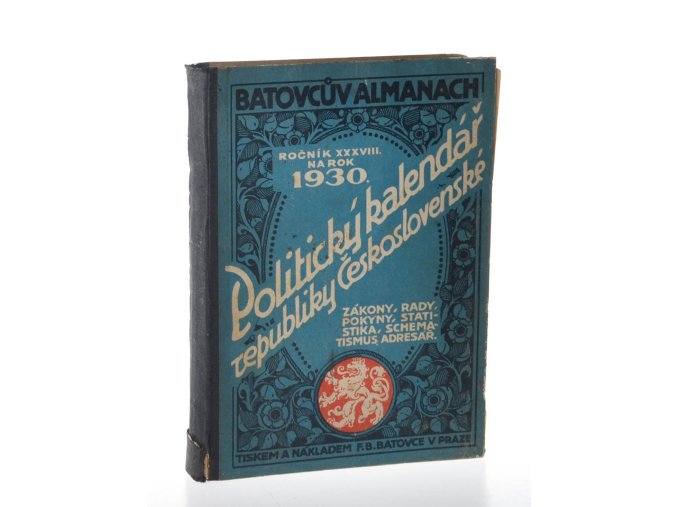 BATOVCŮV ALMANACH
ROČNÍK XXXVIII.
NA ROK
1930.
Politický kalendář
republiky Československé
ZÁKONY, RADY,
POKYNY, STATI-
STIKA, SCHEMA-
TISMUS, ADRESÁŘ.
TISKEM A NÁKLADEM F. B. BATOVCE V PRAZE